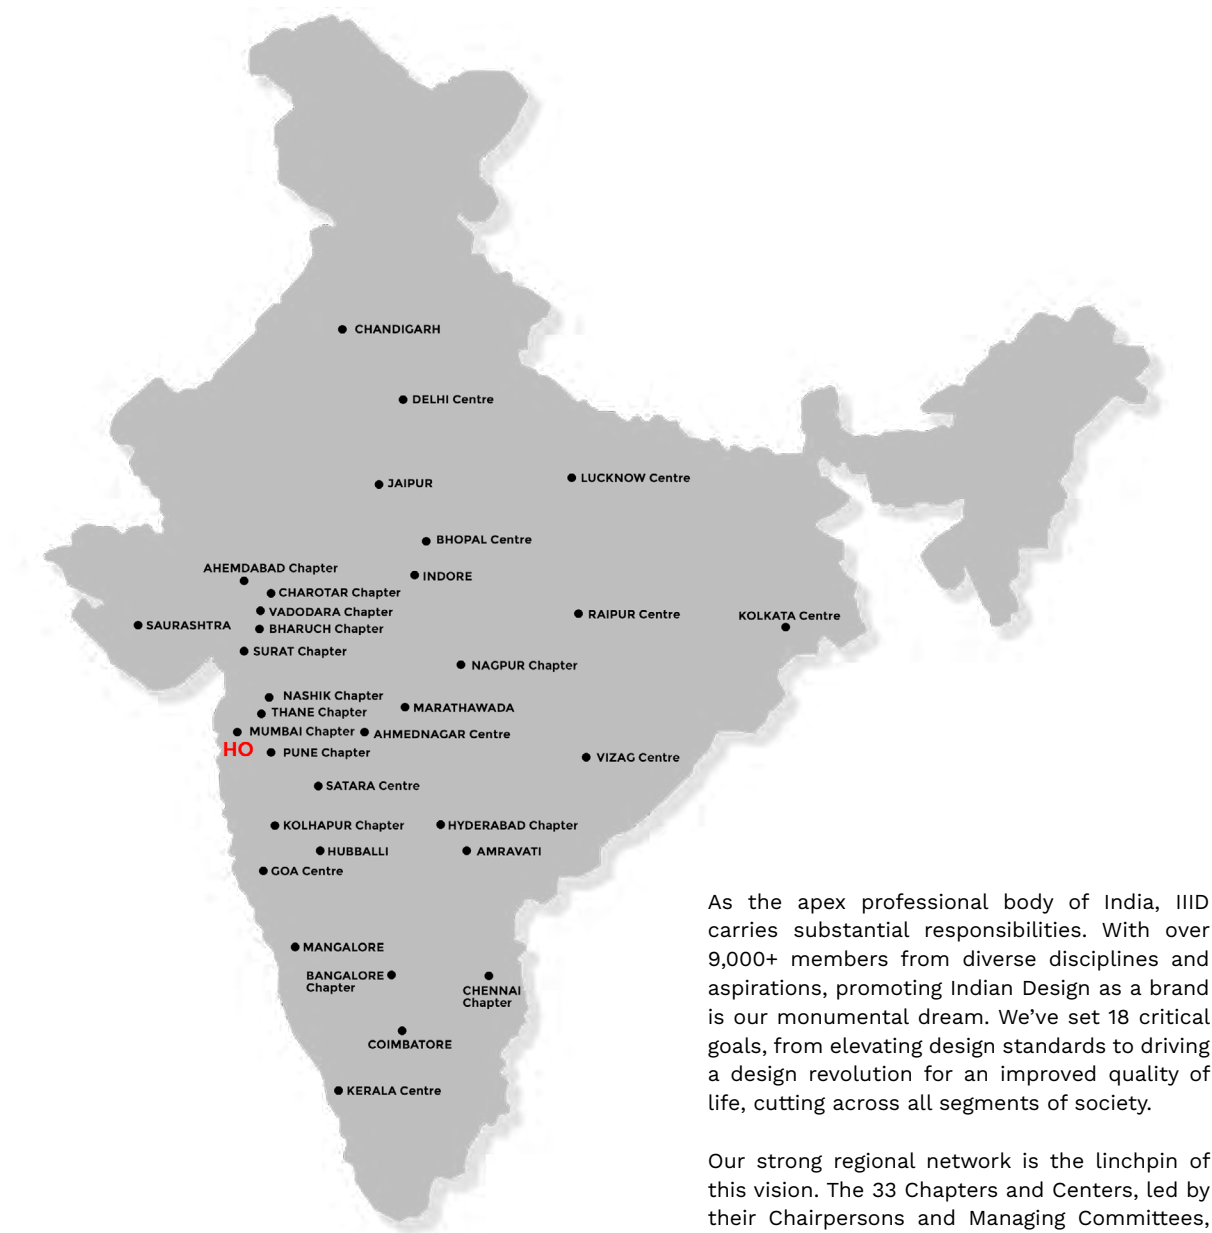 CHANDIGARH
DELHI Centre
JAIPUR
LUCKNOW Centre
BHOPAL Centre
AHEMDABAD Chapter
INDORE
CHAROTAR Chapter
VADODARA Chapter
SAURASHTRA
BHARUCH Chapter
RAIPUR Centre
KOLKATA Centre
SURAT Chapter
NAGPUR Chapter
NASHIK Chapter
THANE Chapter
MARATHAWADA
MUMBAI Chapter
AHMEDNAGAR Centre
HO
PUNE Chapter
VIZAG Centre
SATARA Centre
KOLHAPUR Chapter
HYDERABAD Chapter
HUBBALLI
AMRAVATI
GOA Centre
MANGALORE
BANGALORE
Chapter
CHENNAI
Chapter
COIMBATORE
KERALA Centre
As the apex professional body of India, IIID
carries substantial responsibilities. With over
9,000+ members from diverse disciplines and
aspirations, promoting Indian Design as a brand
is our monumental dream. We’ve set 18 critical
goals, from elevating design standards to driving
a design revolution for an improved quality of
life, cutting across all segments of society.
Our strong regional network is the linchpin of
this vision. The 33 Chapters and Centers, led by
their Chairpersons and Managing Committees,